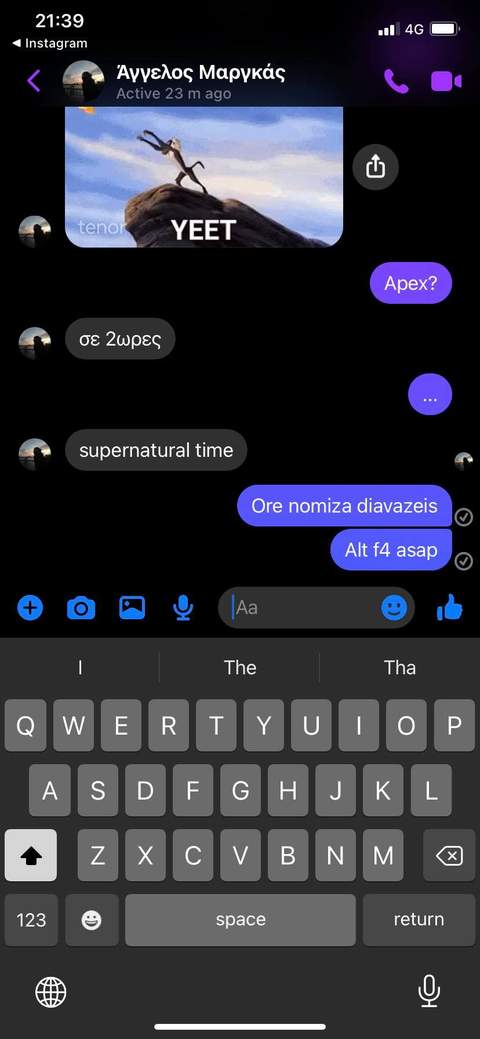 21:39
4G
Instagram
Άγγελος Μαργκάς
Active 23 m ago
tenor
YEET
Apex?
σε 2ωρες
...
supernatural time
Ore nomiza diavazeis
Alt f4 asap
Aa
I The Tha
Q W E R T Y U I O P
A S D F G H J K L
Z X C V B N M
123 space return